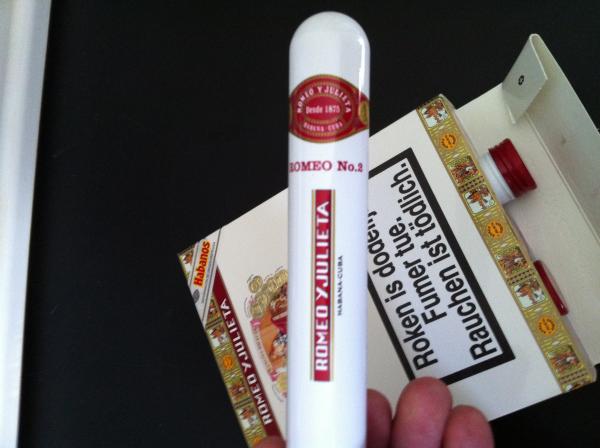 ROMEO Y JULIETA
Desde 1875
HABANA-CUBA
ROMEO No.2
ROMEO Y JULIETA
HABANA-CUBA
Habanos
ROMEO Y JULIETA
Roken is dodelijk.
Fumer tue.
Rauchen ist tödlich.